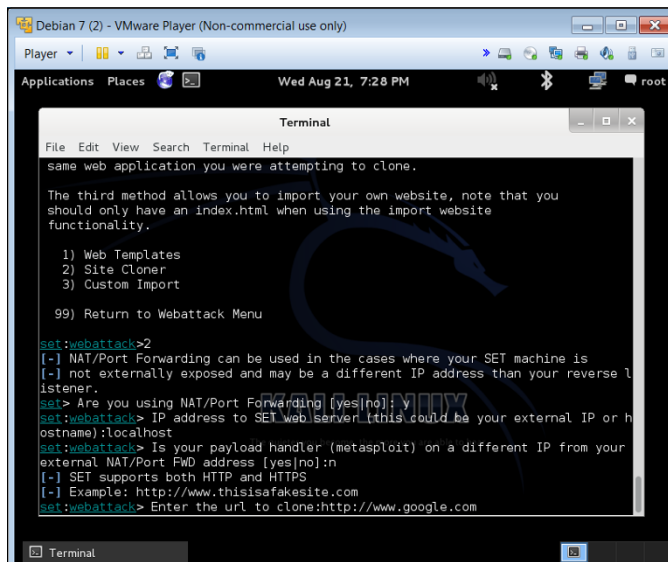 Debian 7 (2) - VMware Player (Non-commercial use only)
Player
Applications Places Wed Aug 21, 7:28 PM root
Terminal
File Edit View Search Terminal Help
same web application you were attempting to clone.
The third method allows you to import your own website, note that you
should only have an index.html when using the import website
functionality.
1) Web Templates
2) Site Cloner
3) Custom Import
99) Return to Webattack Menu
set:webattack>2
[-] NAT/Port Forwarding can be used in the cases where your SET machine is
[-] not externally exposed and may be a different IP address than your reverse l
istener.
set> Are you using NAT/Port Forwarding [yes|no]: y
KALI LINUX
set:webattack> IP address to SET web server (this could be your external IP or h
ostname):localhost
set:webattack> Is your payload handler (metasploit) on a different IP from your
external NAT/Port FWD address [yes|no]:n
[-] SET supports both HTTP and HTTPS
[-] Example: http://www.thisisafakesite.com
set:webattack> Enter the url to clone:http://www.google.com
Terminal